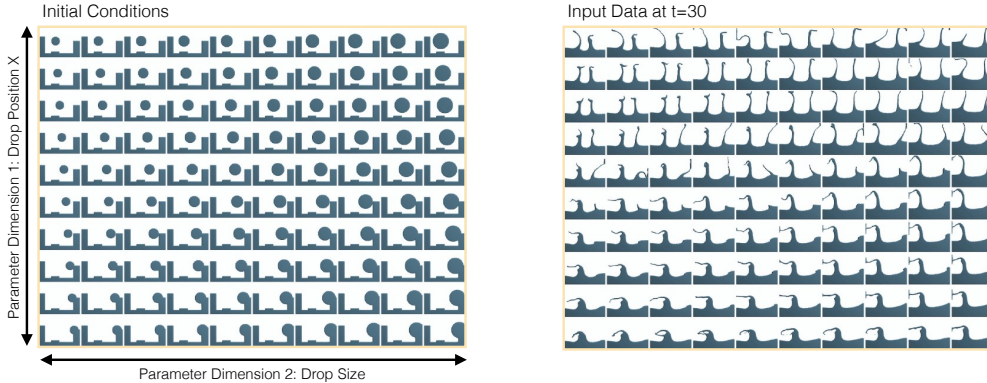 Initial Conditions
Input Data at t=30
Parameter Dimension 1: Drop Position X
Parameter Dimension 2: Drop Size